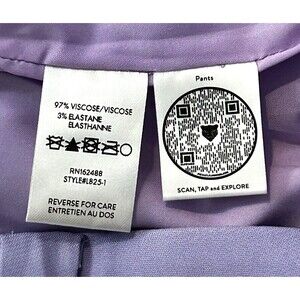 97% VISCOSE/VISCOSE
3% ELASTANE
ELASTHANNE
RN162488
STYLE#LB25-1
REVERSE FOR CARE
ENTRETIEN AU DOS
Pants
SCAN, TAP and EXPLORE